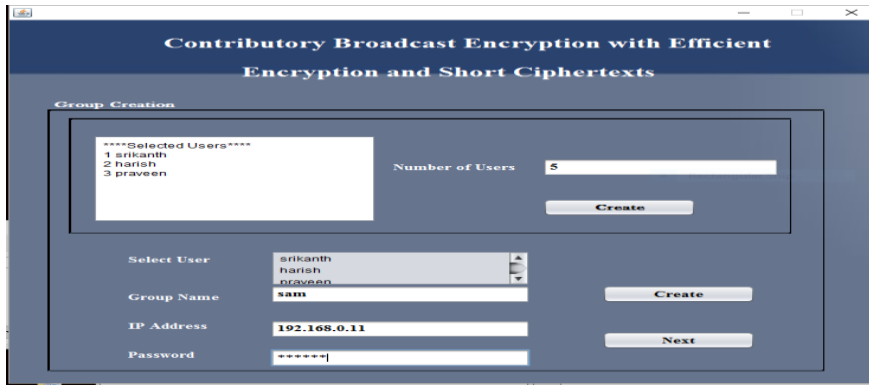 Contributory Broadcast Encryption with Efficient
Encryption and Short Ciphertexts
Group Creation
****Selected Users****
1 srikanth
2 harish
3 praveen
Number of Users 5
Create
Select User srikanth
harish
praveen
Group Name sam Create
IP Address 192.168.0.11
Next
Password ******